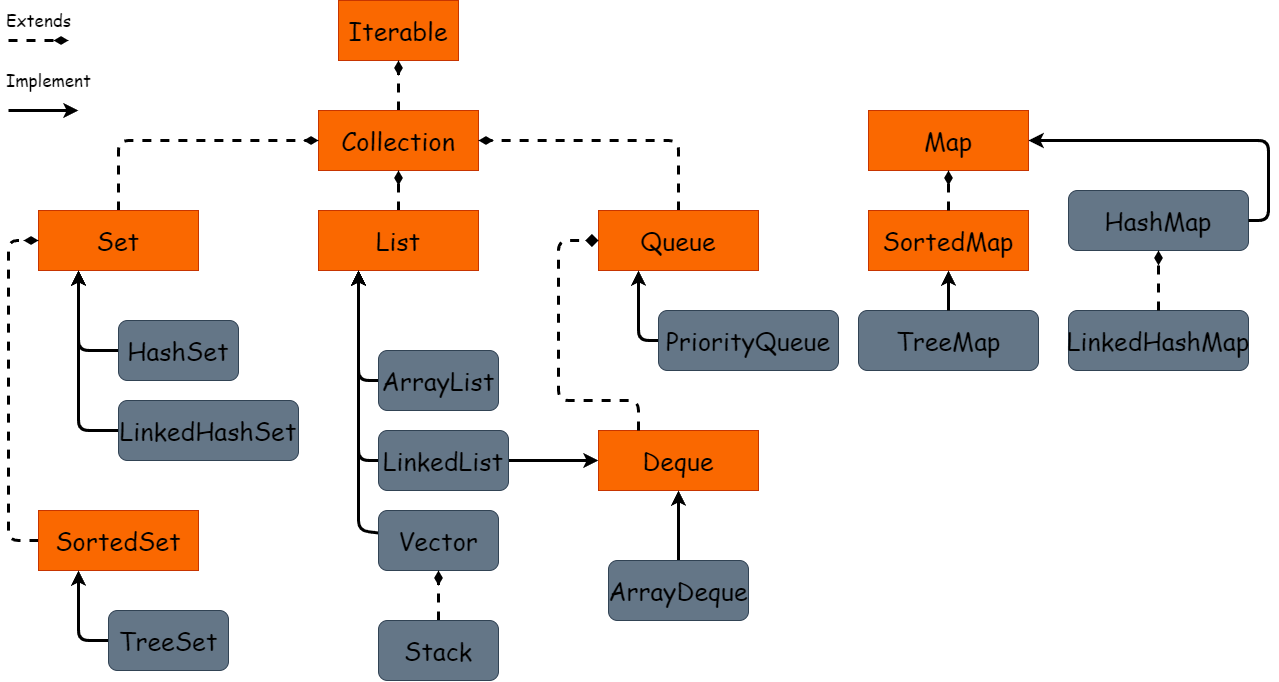 Extends
Implement
Iterable
Collection
Map
Set
List
Queue
SortedMap
HashMap
HashSet
PriorityQueue
TreeMap
LinkedHashMap
ArrayList
LinkedHashSet
LinkedList
Deque
SortedSet
Vector
ArrayDeque
TreeSet
Stack